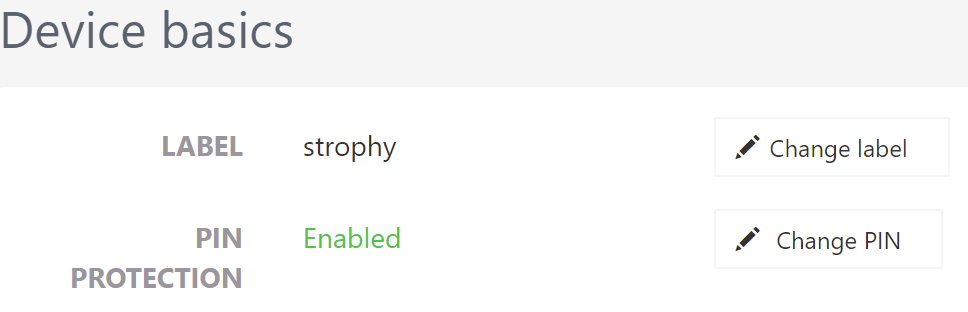 Device basics
LABEL strophy Change label
PIN PROTECTION Enabled Change PIN